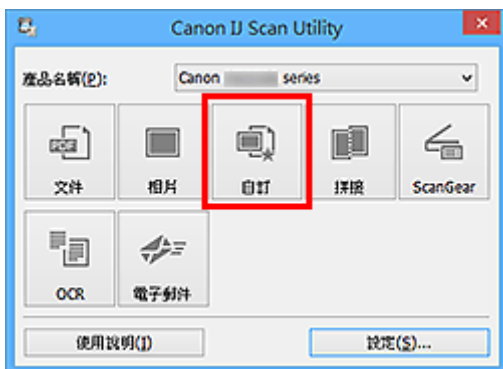 Canon IJ Scan Utility
產品名稱(P): Canon series
PDF
文件 相片 自訂 拼接 ScanGear
OCR 電子郵件
使用說明(I) 設定(S)...